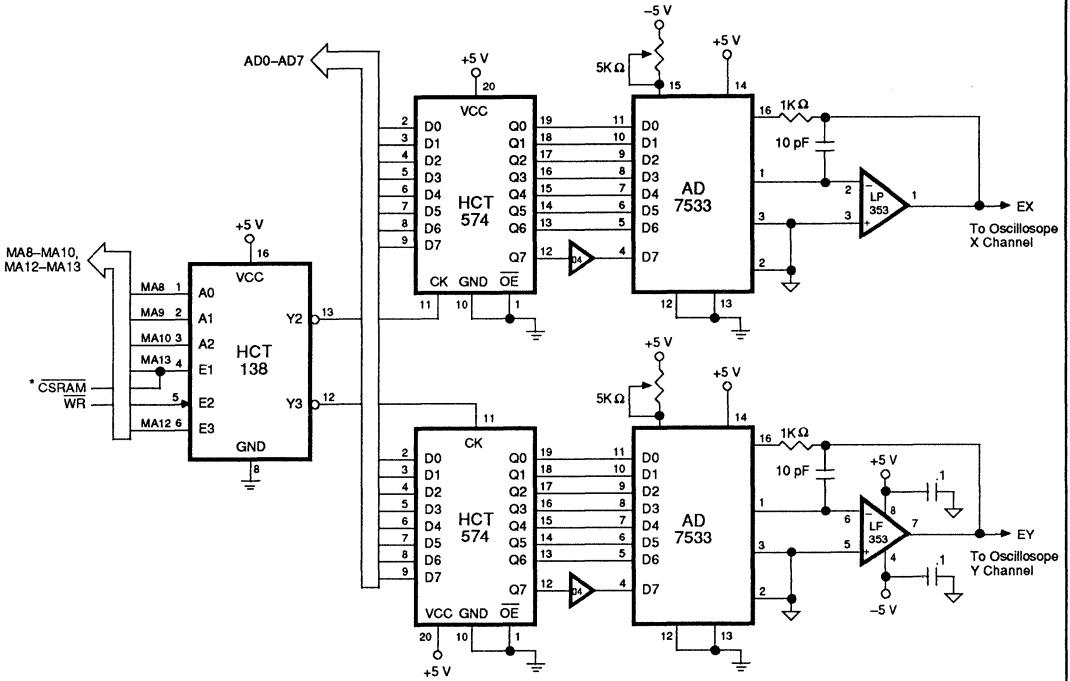 −5 V
AD0–AD7
+5 V
5KΩ
+5 V
20
15
14
VCC
16
1KΩ
2 D0 Q0 19 11 D0
3 D1 Q1 18 10 D1
4 D2 Q2 17 9 D2
10 pF
5 D3 Q3 16 8 D3
6 D4 HCT Q4 15 7 D4 AD
7 D5 574 Q5 14 6 D5 7533
8 D6 Q6 13 5 D6
9 D7
Q7 12 04 4 D7
1
2 − LP 1
3 3 + 353
EX
To Oscillosope
X Channel
2
CK GND OE
11 10 1
12 13
MA8–MA10,
MA12–MA13
+5 V
16
VCC
MA8 1 A0
MA9 2 A1 Y2 13
MA10 3 A2
HCT
MA13 4 E1 138
* CSRAM
WR 5 E2 Y3 12
MA12 6 E3
GND
8
+5 V
5KΩ
+5 V
14
11
CK
16
1KΩ
2 D0 Q0 19 11 D0
3 D1 Q1 18 10 D1
4 D2 Q2 17 9 D2
10 pF
5 D3 Q3 16 8 D3
6 D4 HCT Q4 15 7 D4 AD
7 D5 574 Q5 14 6 D5 7533
8 D6 Q6 13 5 D6
9 D7
Q7 12 04 4 D7
+5 V
.1
8
1
6 − LF 7
3 5 + 353
4
EY
To Oscillosope
Y Channel
.1
−5 V
2
VCC GND OE
20 10 1
12 13
+5 V